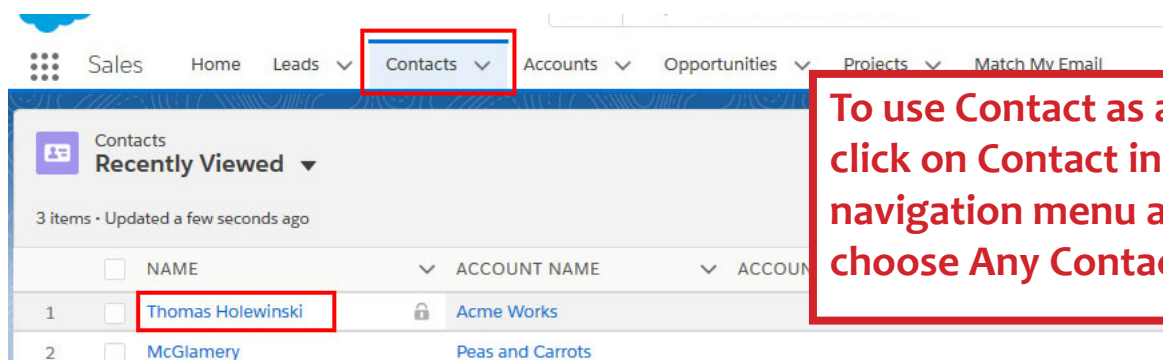 Sales Home Leads Contacts Accounts Opportunities Projects Match My Email
To use Contact as
click on Contact in
navigation menu
choose Any
Contacts
Recently Viewed
3 items • Updated a few seconds ago
NAME ACCOUNT NAME
1 Thomas Holewinski Acme Works
2 McGlamery Peas and Carrots